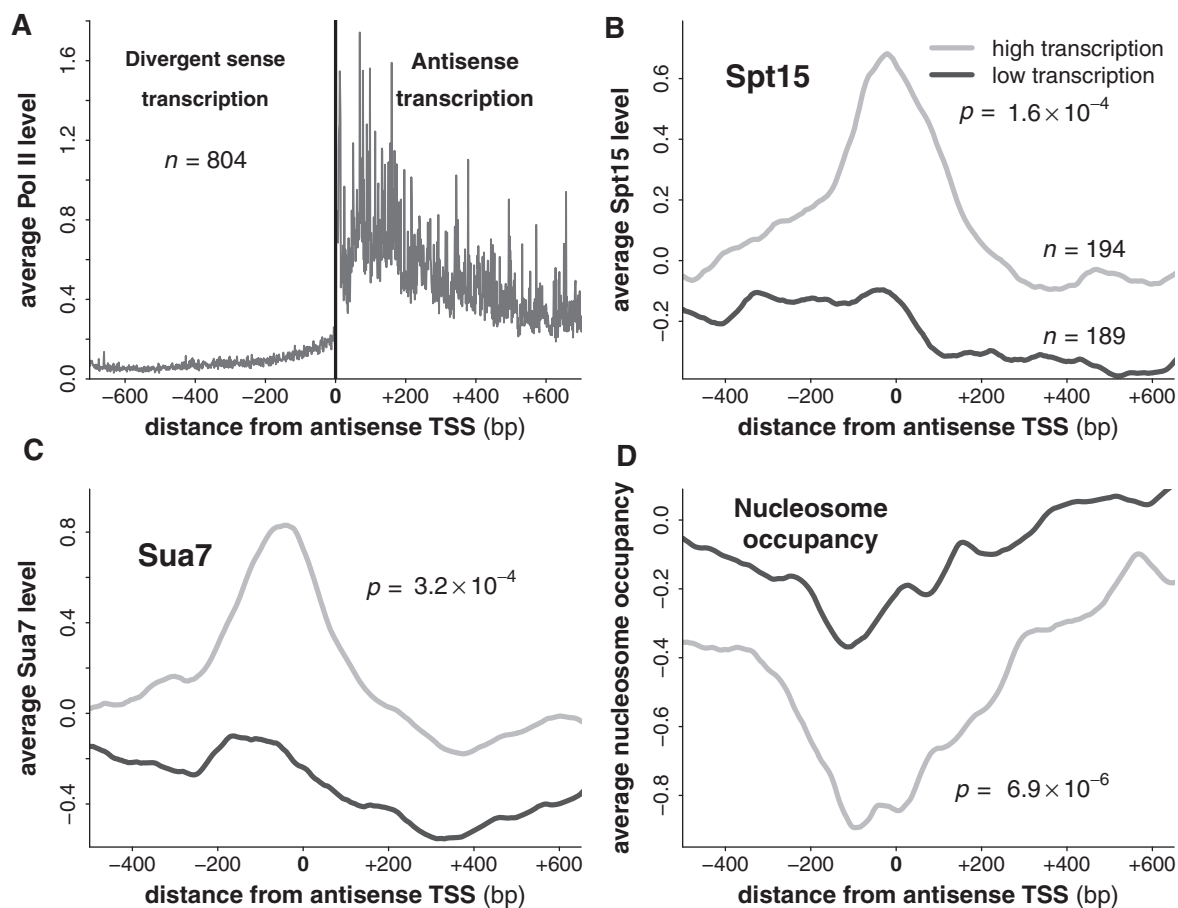 A
Divergent sense
transcription
n = 804
Antisense
transcription
average Pol II level
0.0 0.4 0.8 1.2 1.6
−600 −400 −200 0 +200 +400 +600
distance from antisense TSS (bp)
B
Spt15
high transcription
low transcription
p = 1.6×10−4
n = 194
n = 189
average Spt15 level
−0.2 0.0 0.2 0.4 0.6
−400 −200 0 +200 +400 +600
distance from antisense TSS (bp)
C
Sua7
p = 3.2×10−4
average Sua7 level
−0.4 0.0 0.4 0.8
−400 −200 0 +200 +400 +600
distance from antisense TSS (bp)
D
Nucleosome
occupancy
p = 6.9×10−6
average nucleosome occupancy
−0.8 −0.6 −0.4 −0.2 0.0
−400 −200 0 +200 +400 +600
distance from antisense TSS (bp)